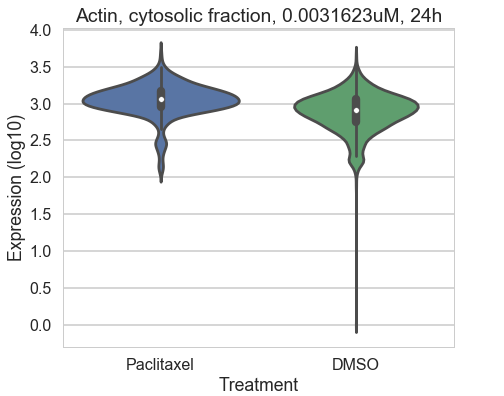 Actin, cytosolic fraction, 0.0031623uM, 24h
4.0
3.5
3.0
2.5
2.0
1.5
1.0
0.5
0.0
Expression (log10)
Paclitaxel DMSO
Treatment